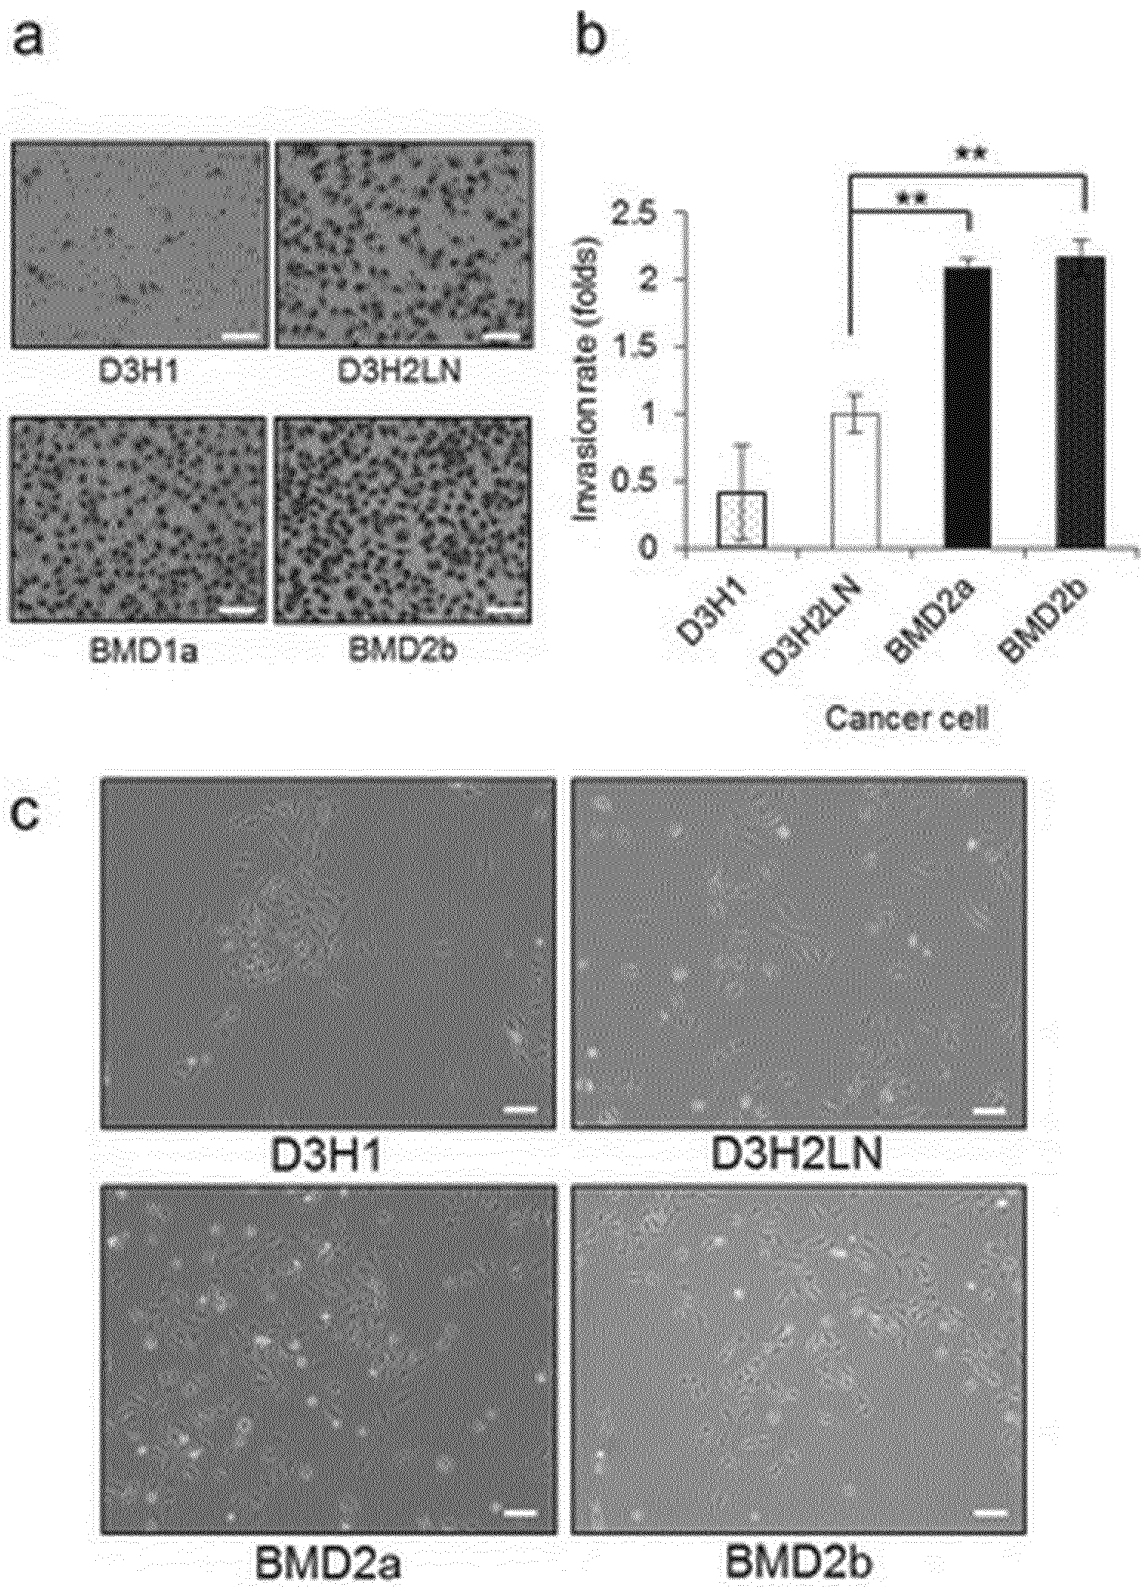 a
D3H1
D3H2LN
BMD1a
BMD2b
b
**
**
2.5
2
1.5
1
0.5
0
Invasion rate (folds)
D3H1
D3H2LN
BMD2a
BMD2b
Cancer cell
c
D3H1
D3H2LN
BMD2a
BMD2b